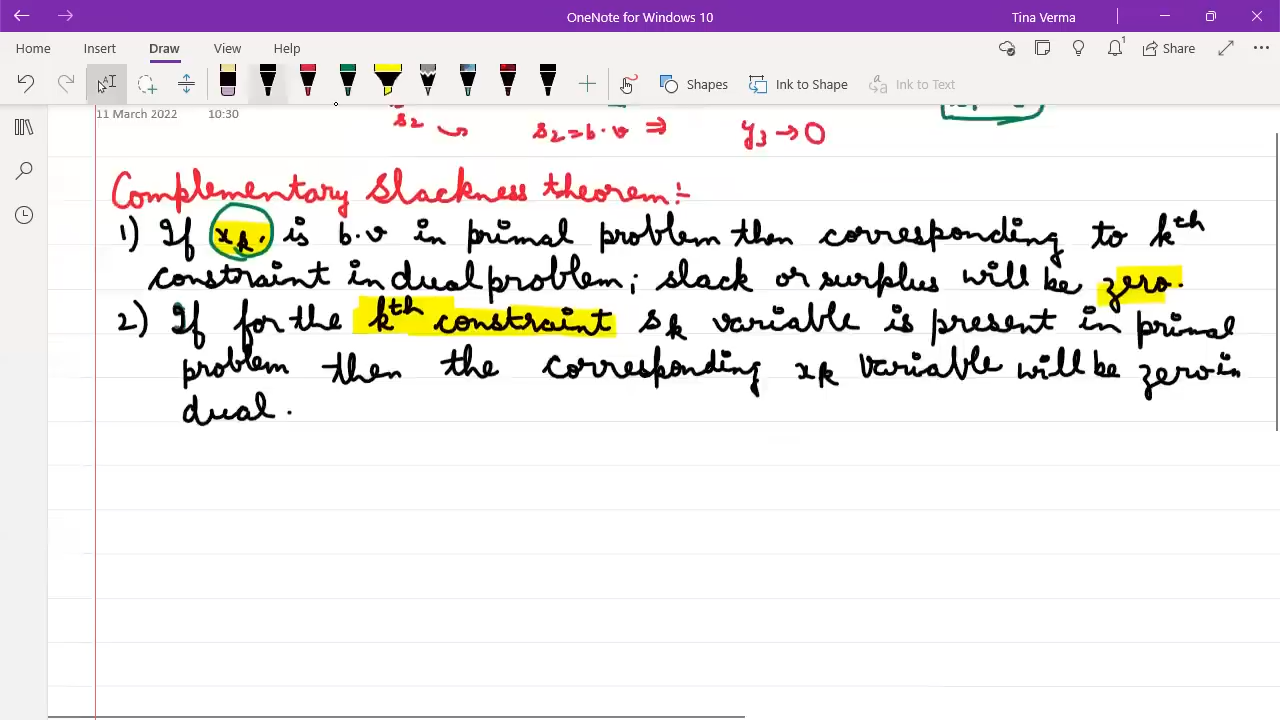 OneNote for Windows 10
Tina Verma
Home Insert Draw View Help
1
Share
Shapes
Ink to Shape
Ink to Text
11 March 2022 10:30
s2 s2 = b.v ⇒ y3 → 0
Complementary Slackness theorem:-
1) If xk. is b.v in primal problem then corresponding to kth
constraint in dual problem; slack or surplus will be zero.
2) If for the kth constraint sk variable is present in primal
problem then the corresponding xk variable will be zero in
dual.